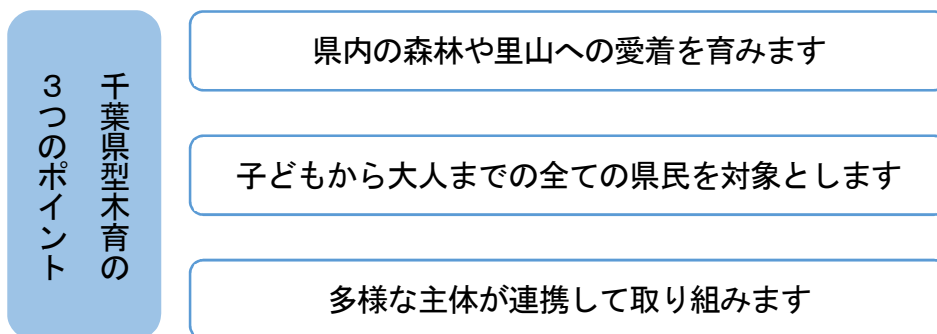 千葉県型木育の
３つのポイント
県内の森林や里山への愛着を育みます
子どもから大人までの全ての県民を対象とします
多様な主体が連携して取り組みます